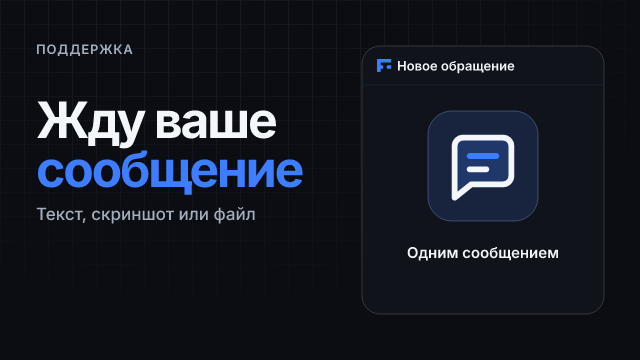 ПОДДЕРЖКА
Жду ваше
сообщение
Текст, скриншот или файл
Новое обращение
Одним сообщением